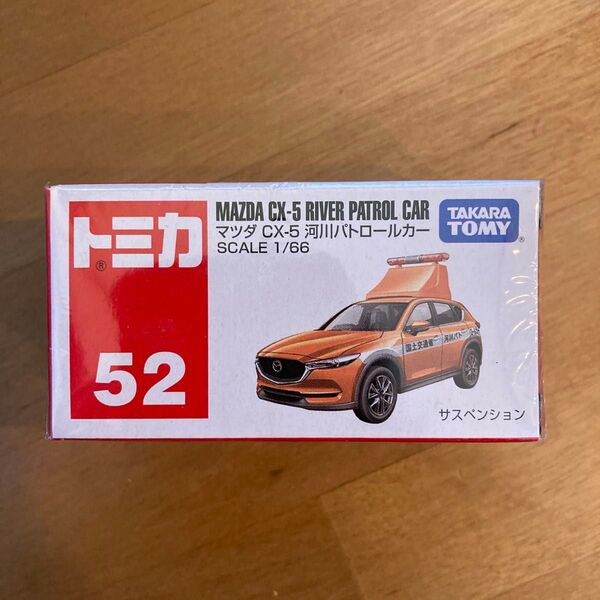 トミカ
®
52
MAZDA CX-5 RIVER PATROL CAR
マツダ CX-5 河川パトロールカー
SCALE 1/66
TAKARA
TOMY®
国土交通省
河川パト
サスペンション